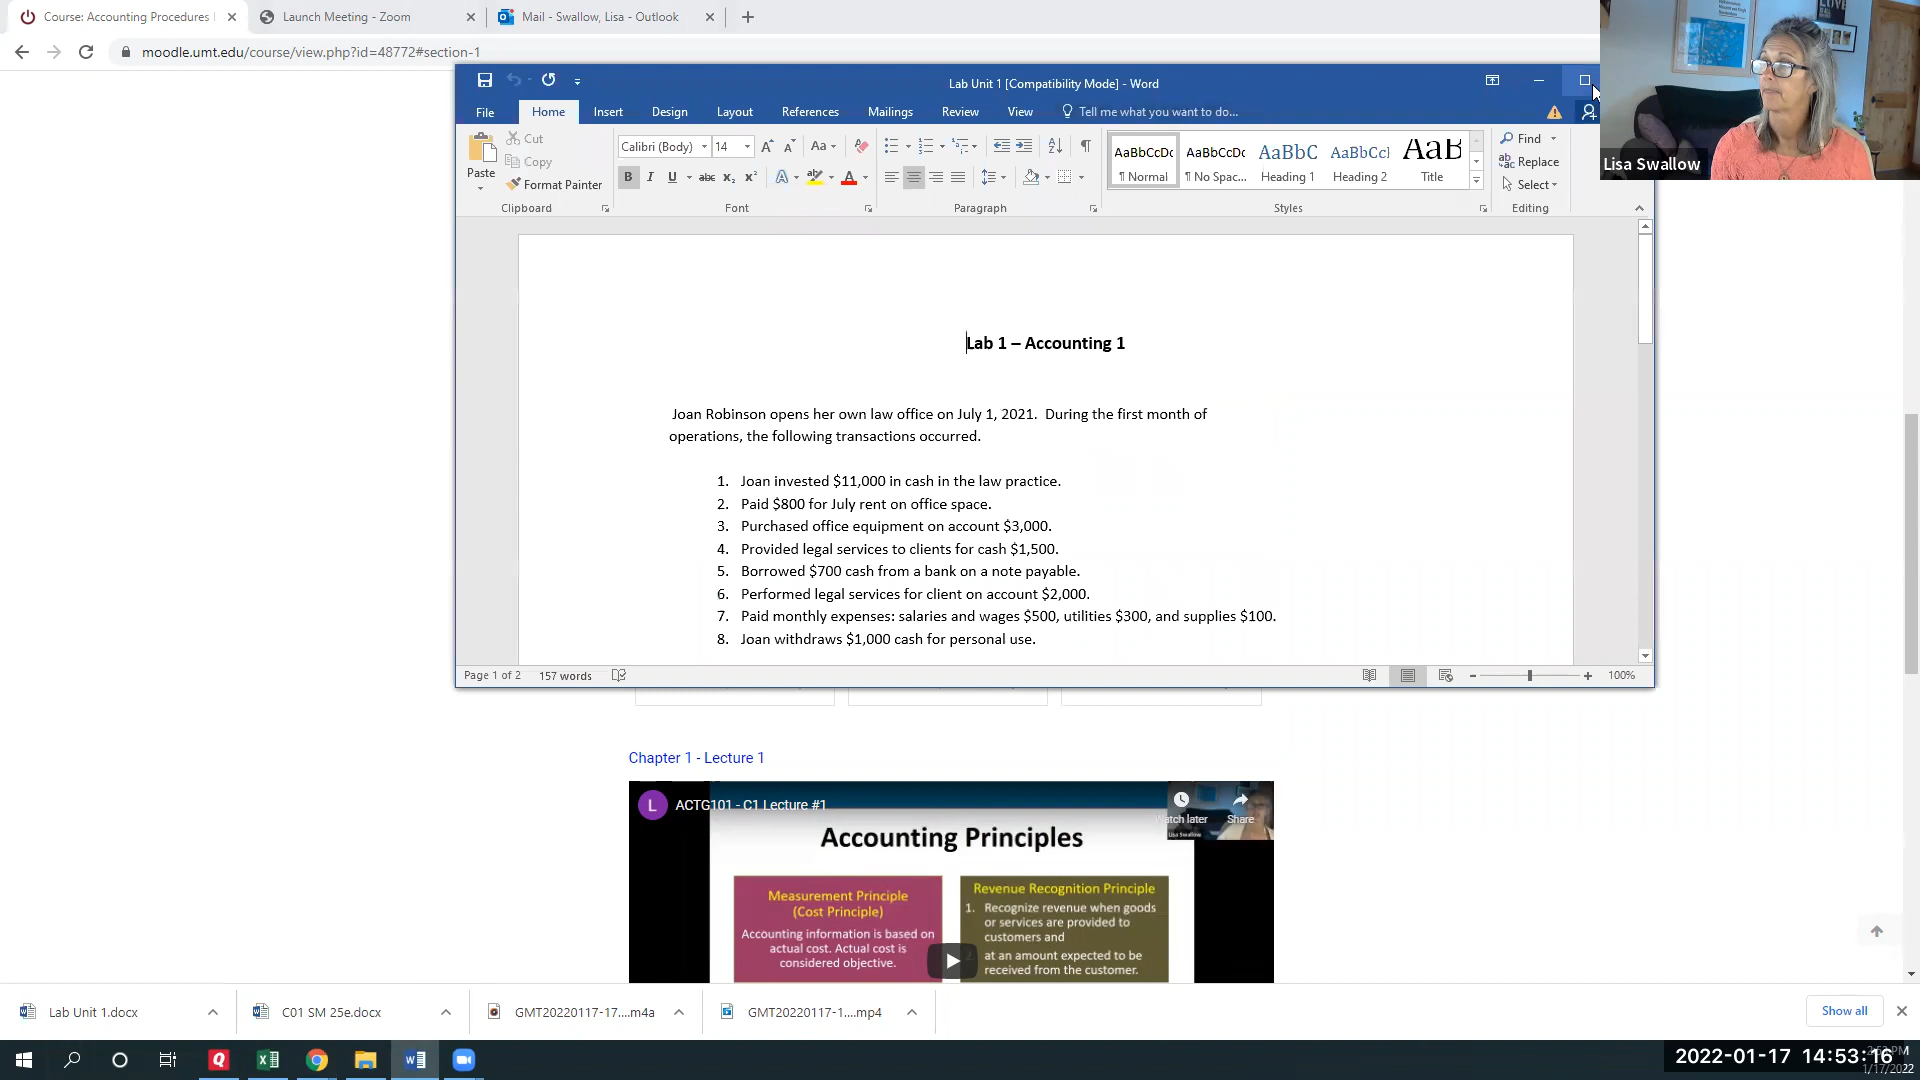 Course: Accounting Procedures
Launch Meeting - Zoom
Mail - Swallow, Lisa - Outlook
moodle.umt.edu/course/view.php?id=48772#section-1
Lab Unit 1 [Compatibility Mode] - Word
File Home Insert Design Layout References Mailings Review View Tell me what you want to do...
Paste
Cut
Copy
Format Painter
Clipboard
Calibri (Body) 14
Font
Paragraph
AaBbCcDc AaBbCcDc AaBbC AaBbCcI AaB
¶ Normal ¶ No Spac... Heading 1 Heading 2 Title
Styles
Find
Replace
Select
Editing
Lisa Swallow
Lab 1 – Accounting 1
Joan Robinson opens her own law office on July 1, 2021. During the first month of
operations, the following transactions occurred.
1. Joan invested $11,000 in cash in the law practice.
2. Paid $800 for July rent on office space.
3. Purchased office equipment on account $3,000.
4. Provided legal services to clients for cash $1,500.
5. Borrowed $700 cash from a bank on a note payable.
6. Performed legal services for client on account $2,000.
7. Paid monthly expenses: salaries and wages $500, utilities $300, and supplies $100.
8. Joan withdraws $1,000 cash for personal use.
Page 1 of 2 157 words
100%
Chapter 1 - Lecture 1
L ACTG101 - C1 Lecture #1
Watch later Share
Accounting Principles
Measurement Principle
(Cost Principle)
Accounting information is based on
actual cost. Actual cost is
considered objective.
Revenue Recognition Principle
1. Recognize revenue when goods
or services are provided to
customers and
at an amount expected to be
received from the customer.
Lab Unit 1.docx
C01 SM 25e.docx
GMT20220117-17....m4a
GMT20220117-1....mp4
Show all
2022-01-17 14:53:16
1/17/2022